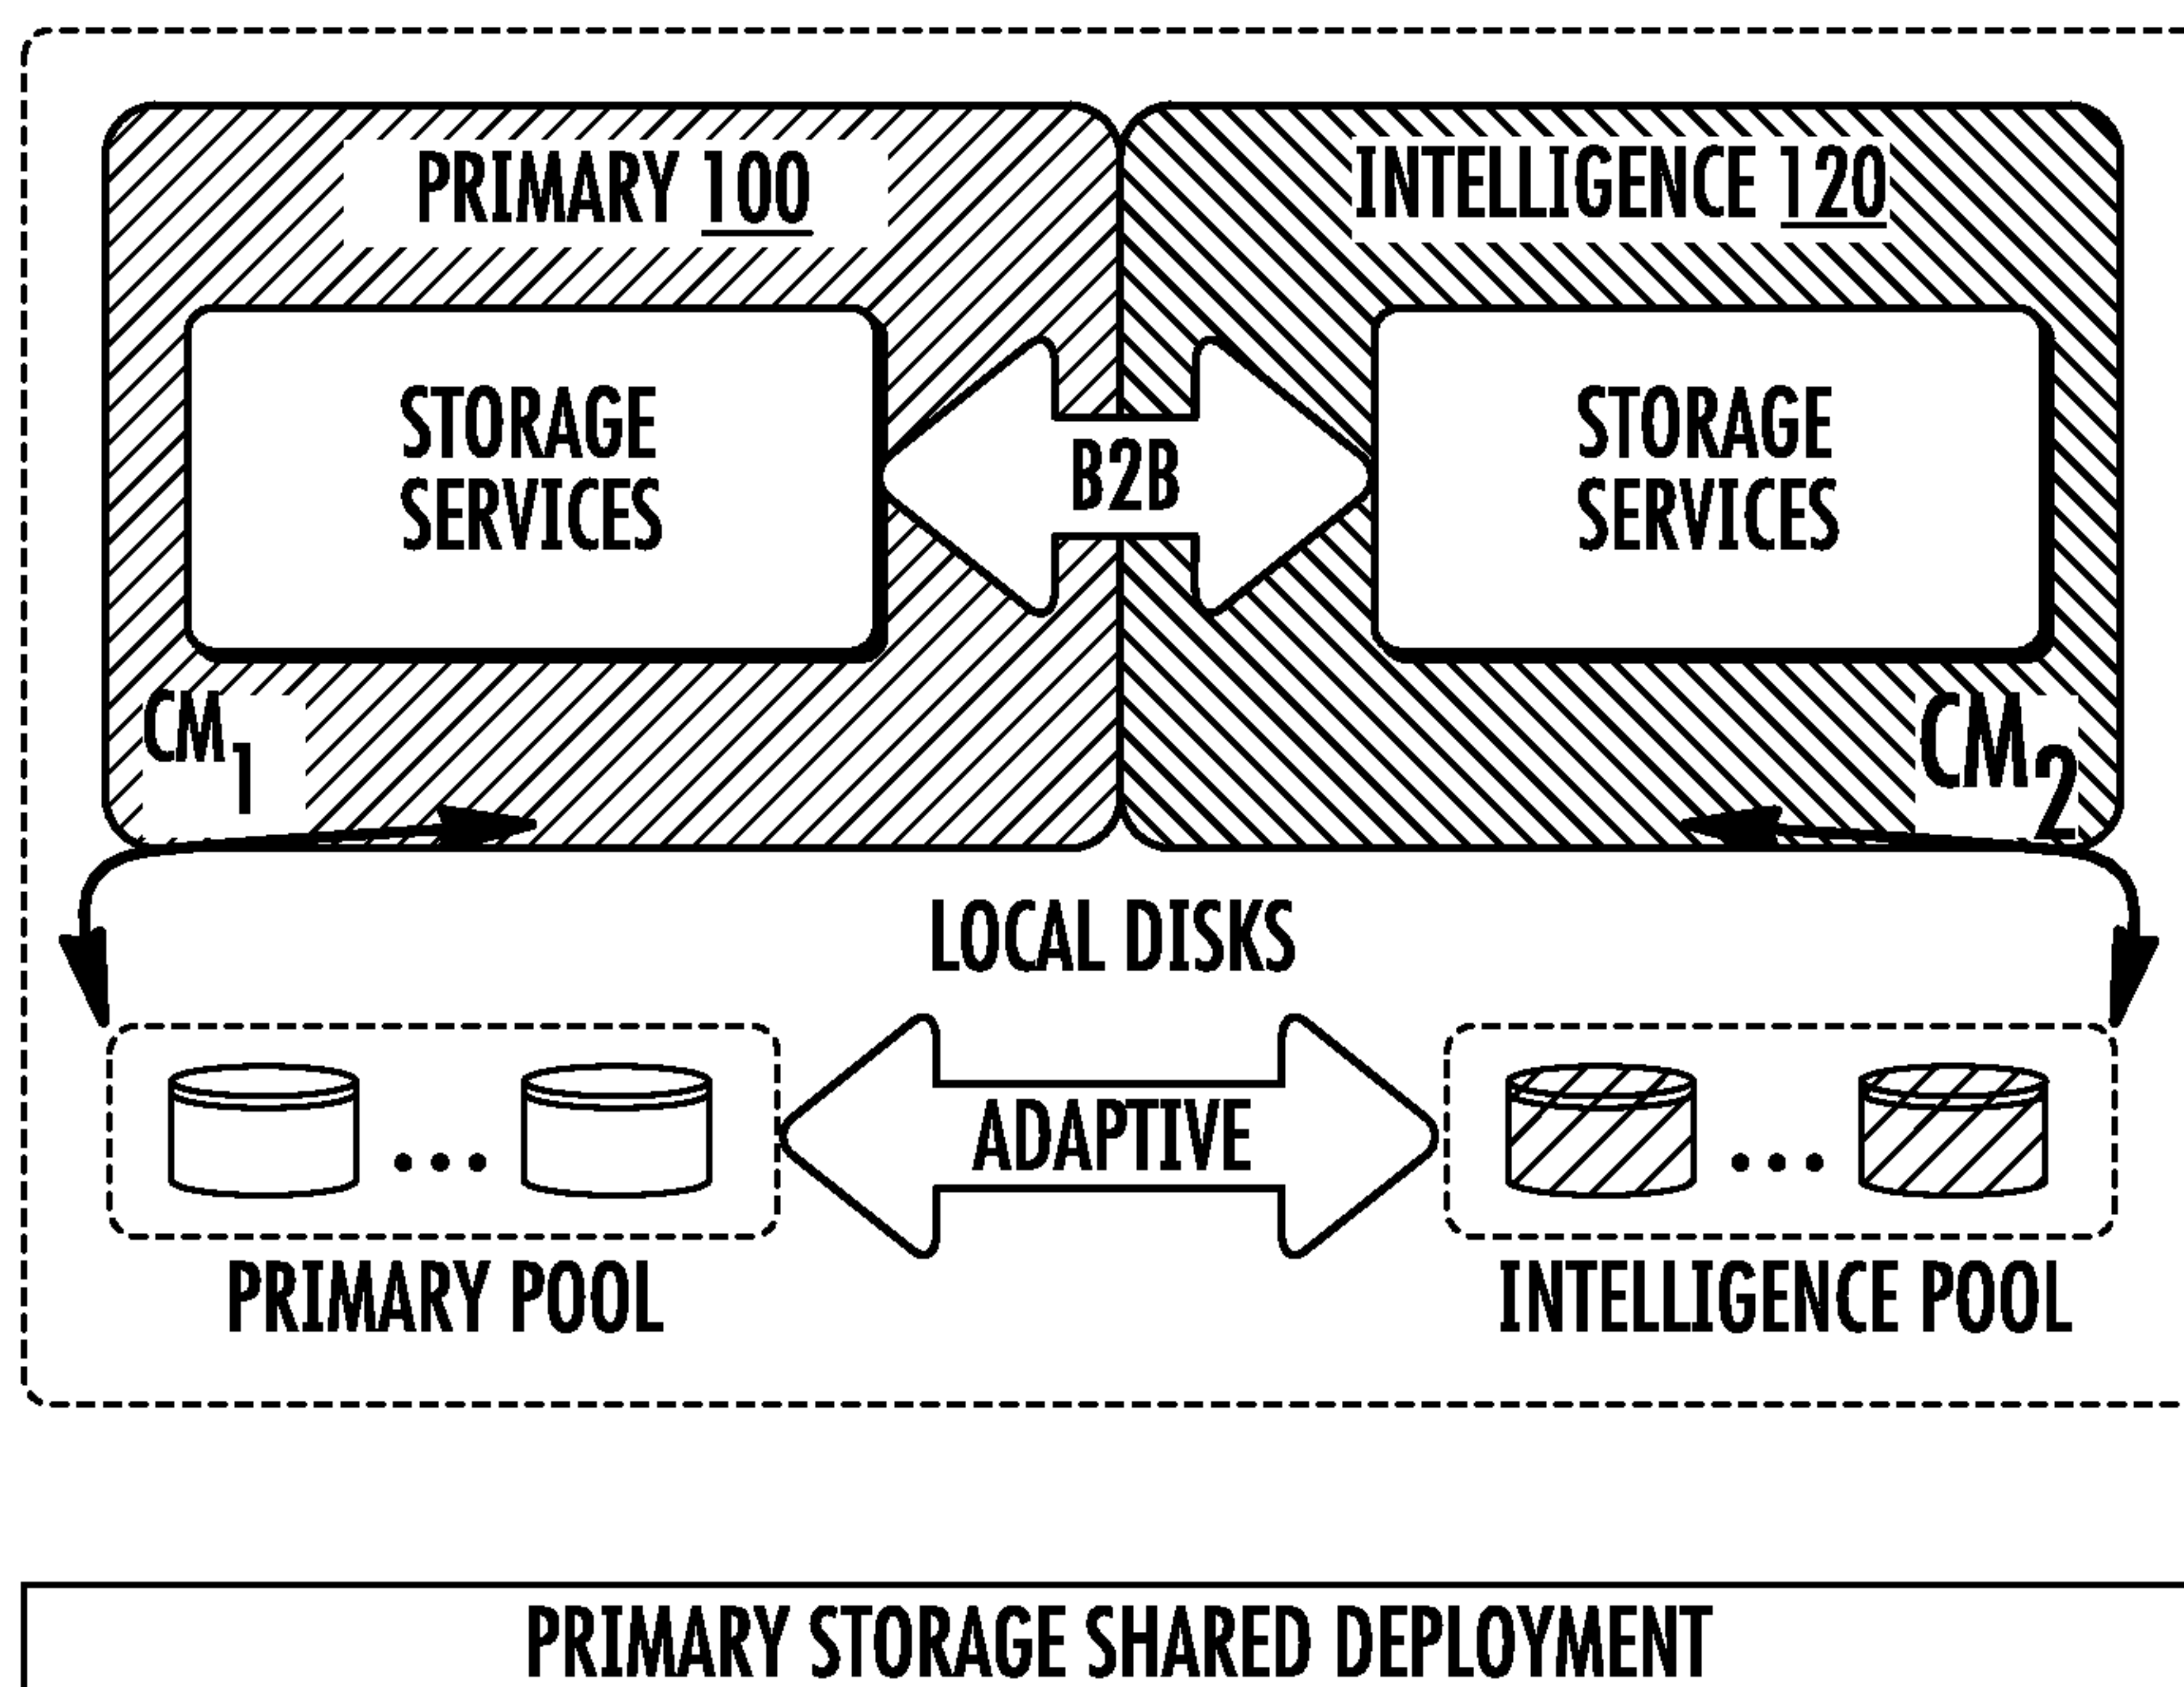 PRIMARY 100
INTELLIGENCE 120
STORAGE
SERVICES
B2B
STORAGE
SERVICES
CM1
CM2
LOCAL DISKS
ADAPTIVE
PRIMARY POOL
INTELLIGENCE POOL
PRIMARY STORAGE SHARED DEPLOYMENT